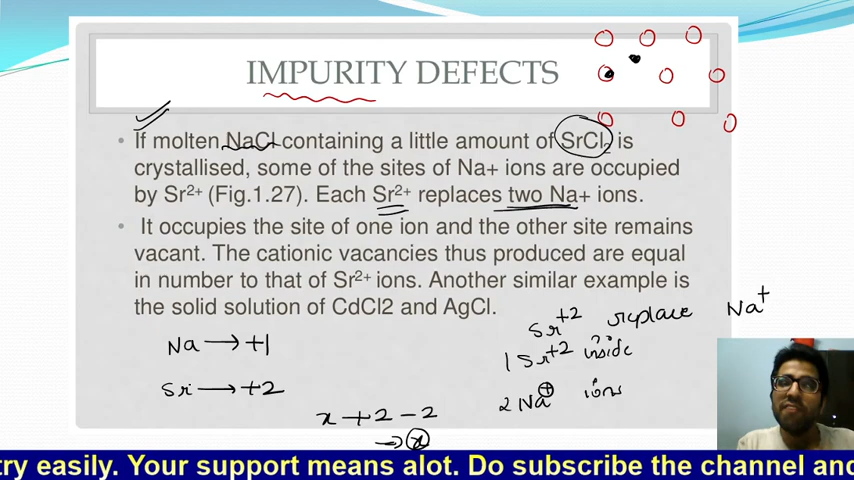 IMPURITY DEFECTS
• If molten NaCl containing a little amount of SrCl2 is
crystallised, some of the sites of Na+ ions are occupied
by Sr²⁺ (Fig.1.27). Each Sr²⁺ replaces two Na+ ions.
• It occupies the site of one ion and the other site remains
vacant. The cationic vacancies thus produced are equal
in number to that of Sr²⁺ ions. Another similar example is
the solid solution of CdCl2 and AgCl.
Na → +1
Sr → +2
x + 2 - 2
→ x
Sr⁺² replace Na⁺
1 Sr⁺² inside
2 Na⁺ ions
try easily. Your support means alot. Do subscribe the channel and